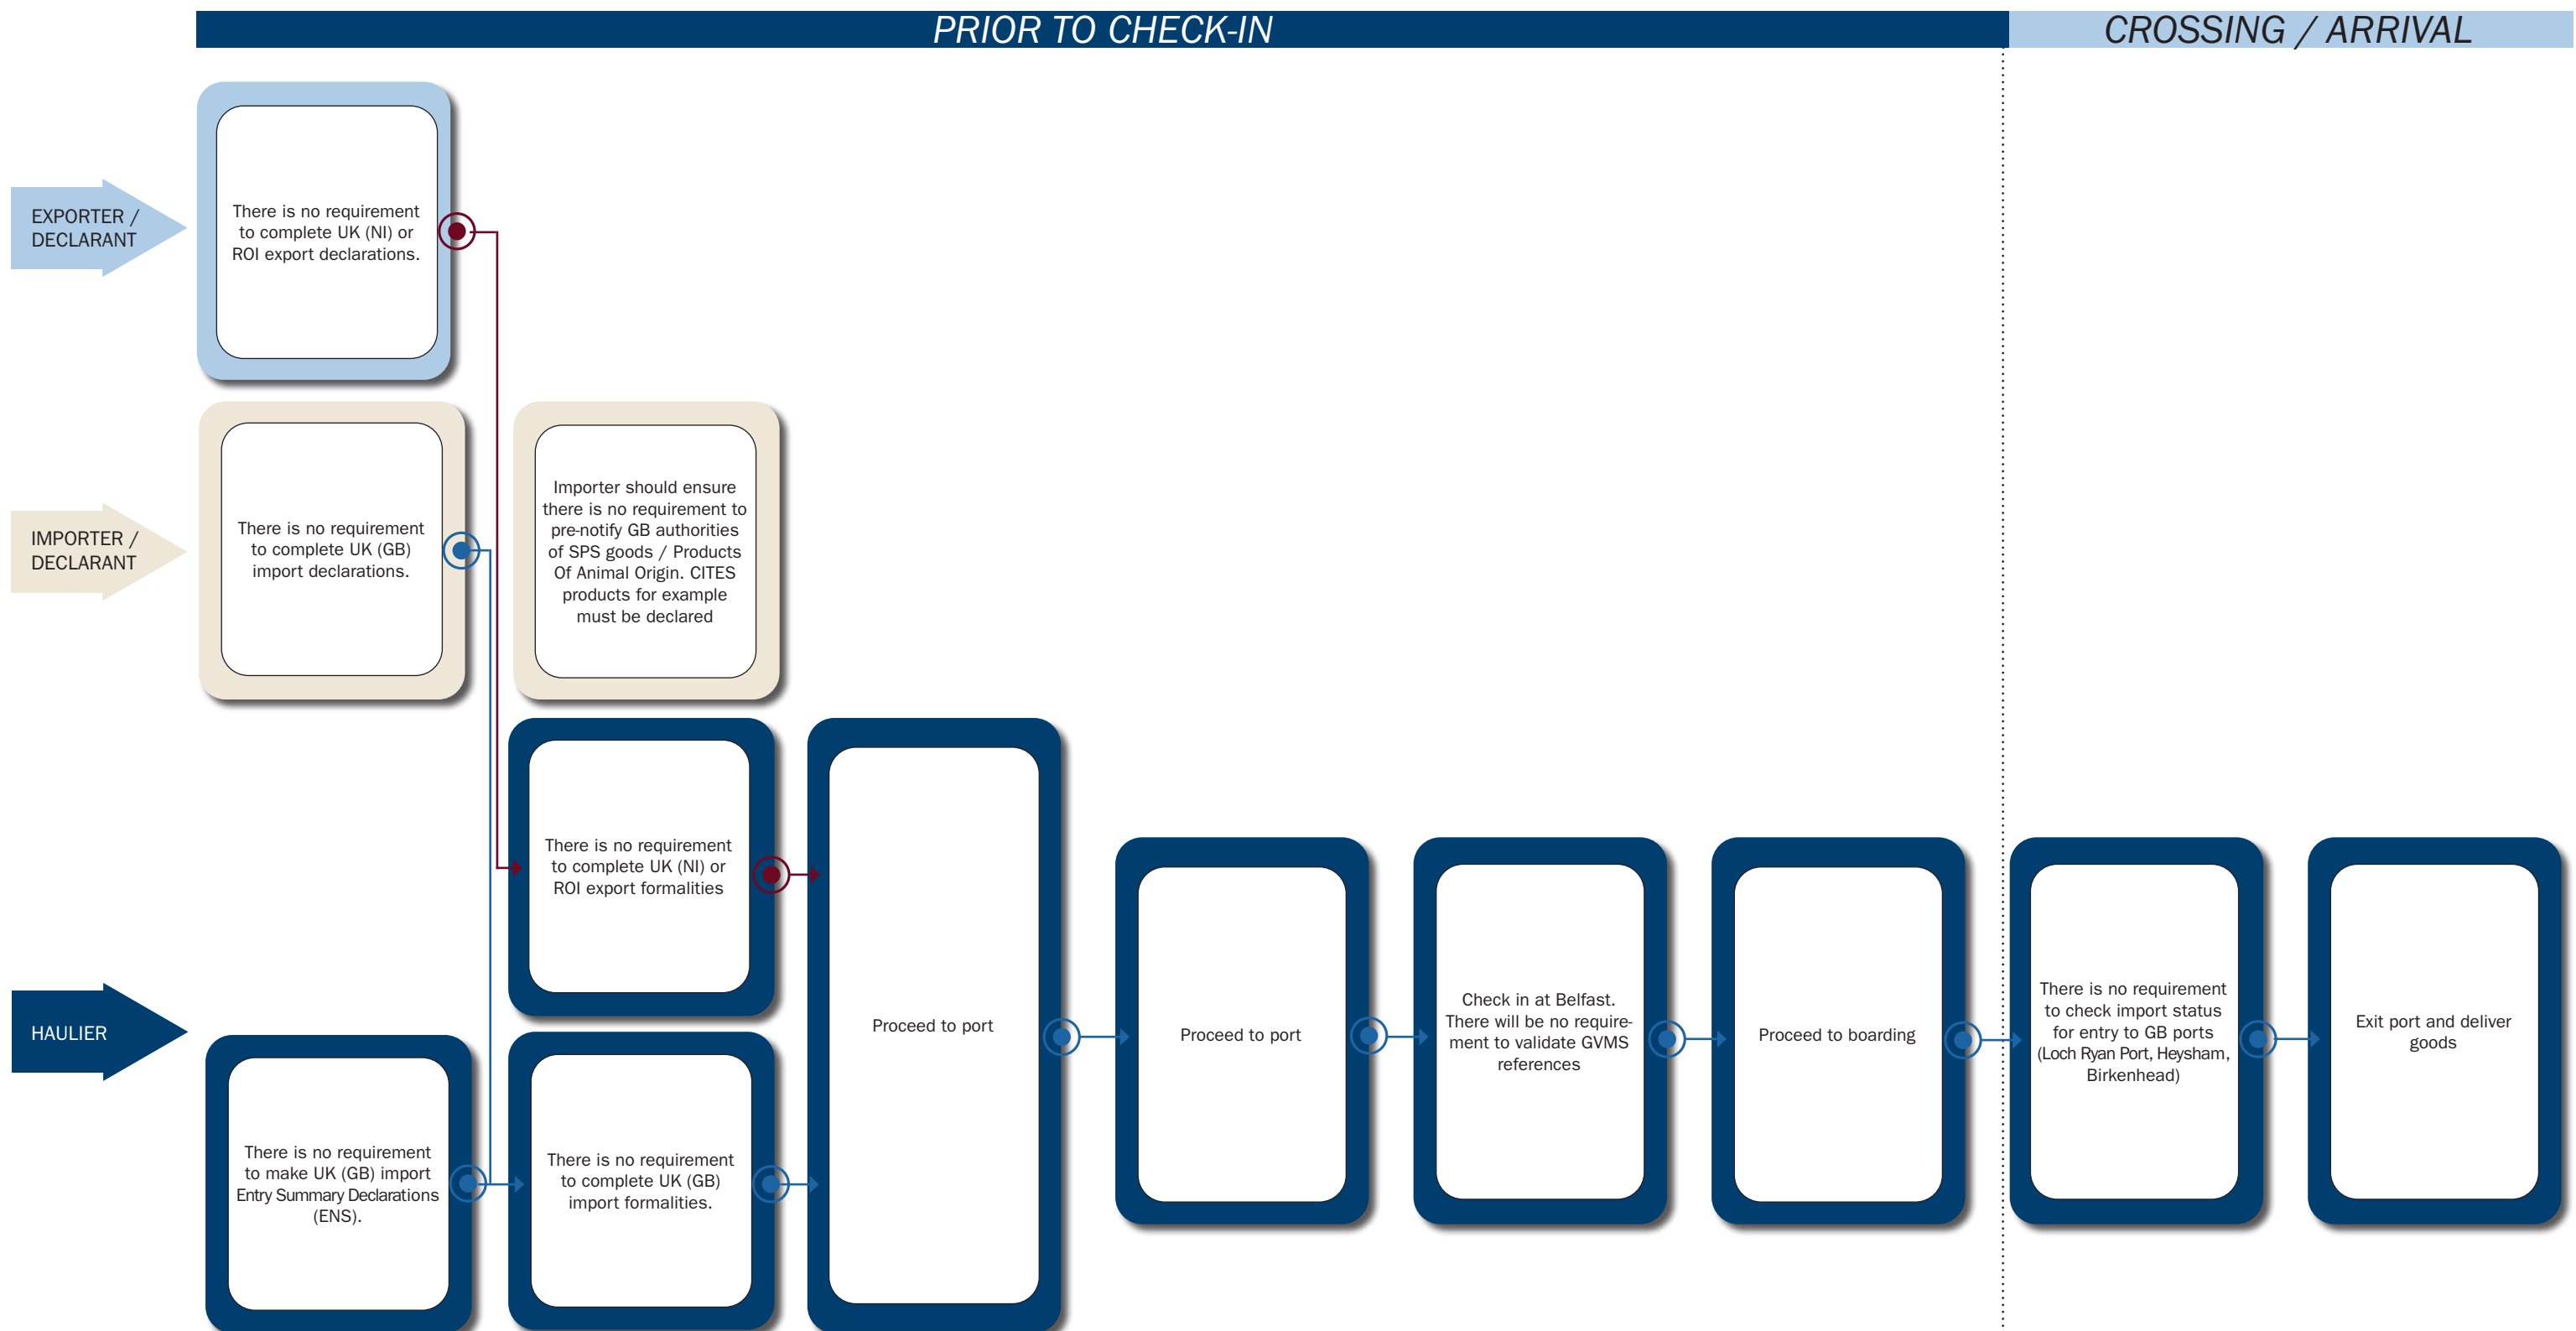 PRIOR TO CHECK-IN
CROSSING / ARRIVAL
EXPORTER /
DECLARANT
There is no requirement
to complete UK (NI) or
ROI export declarations.
IMPORTER /
DECLARANT
There is no requirement
to complete UK (GB)
import declarations.
Importer should ensure
there is no requirement to
pre-notify GB authorities
of SPS goods / Products
Of Animal Origin. CITES
products for example
must be declared
HAULIER
There is no requirement
to make UK (GB) import
Entry Summary Declarations
(ENS).
There is no requirement
to complete UK (NI) or
ROI export formalities
There is no requirement
to complete UK (GB)
import formalities.
Proceed to port
Proceed to port
Check in at Belfast.
There will be no require-
ment to validate GVMS
references
Proceed to boarding
There is no requirement
to check import status
for entry to GB ports
(Loch Ryan Port, Heysham,
Birkenhead)
Exit port and deliver
goods